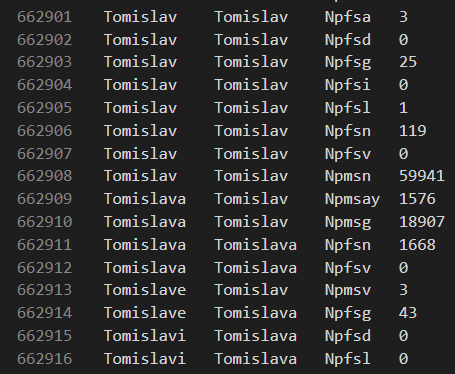 662901 Tomislav Tomislav Npfsa 3
662902 Tomislav Tomislav Npfsd 0
662903 Tomislav Tomislav Npfsg 25
662904 Tomislav Tomislav Npfsi 0
662905 Tomislav Tomislav Npfsl 1
662906 Tomislav Tomislav Npfsn 119
662907 Tomislav Tomislav Npfsv 0
662908 Tomislav Tomislav Npmsn 59941
662909 Tomislava Tomislav Npmsay 1576
662910 Tomislava Tomislav Npmsg 18907
662911 Tomislava Tomislava Npfsn 1668
662912 Tomislava Tomislava Npfsv 0
662913 Tomislave Tomislav Npmsv 3
662914 Tomislave Tomislava Npfsg 43
662915 Tomislavi Tomislava Npfsd 0
662916 Tomislavi Tomislava Npfsl 0